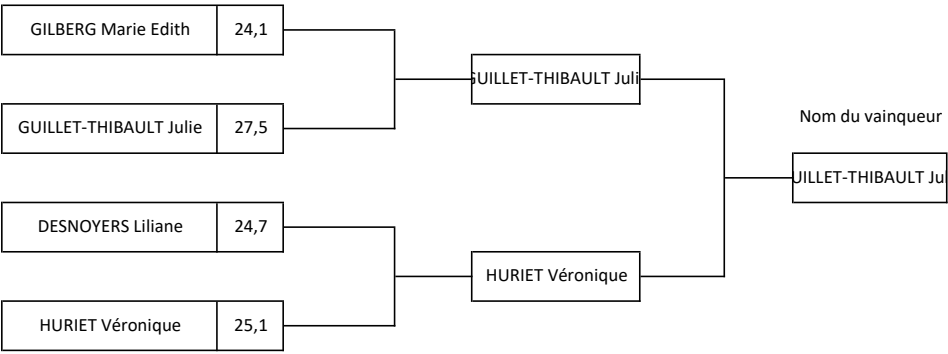 GILBERG Marie Edith 24,1
GUILLET-THIBAULT Juli
GUILLET-THIBAULT Julie 27,5
Nom du vainqueur
UILLET-THIBAULT Jul
DESNOYERS Liliane 24,7
HURIET Véronique
HURIET Véronique 25,1